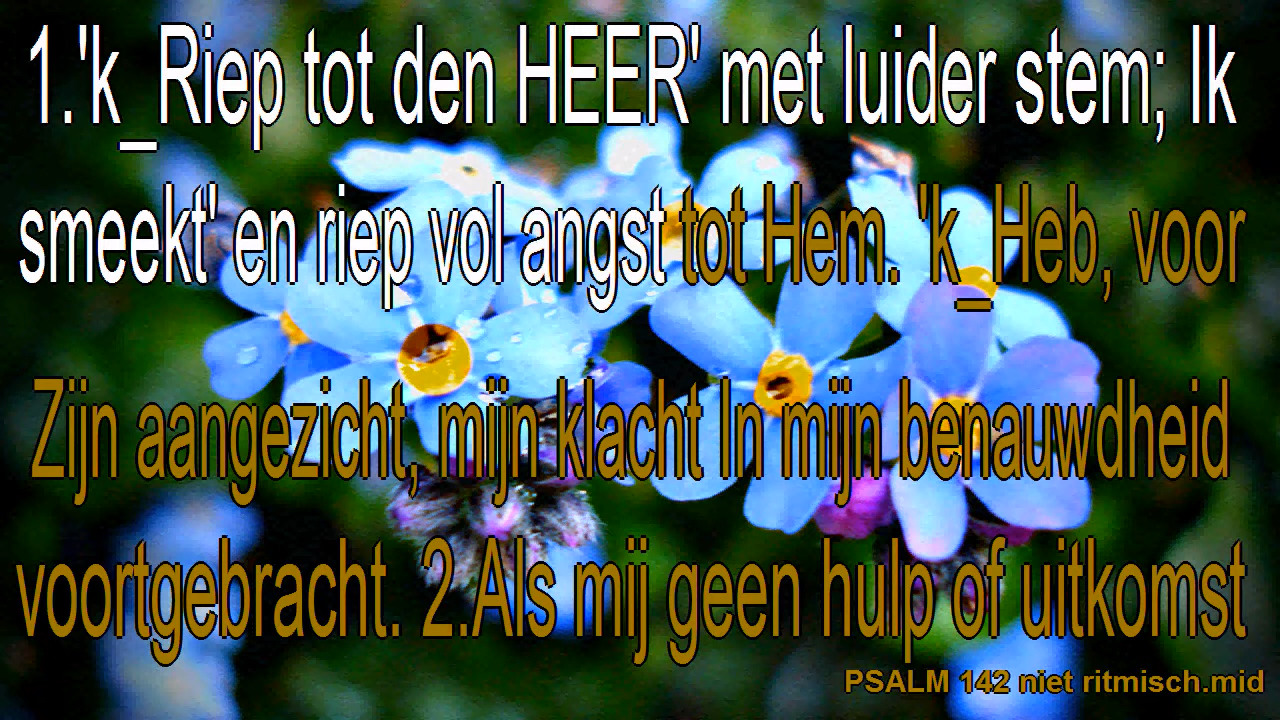 1.'k_Riep tot den HEER' met luider stem; Ik
smeekt' en riep vol angst tot Hem. 'k_Heb, voor
Zijn aangezicht, mijn klacht In mijn benauwdheid
voortgebracht. 2.Als mij geen hulp of uitkomst
PSALM 142 niet ritmisch.mid